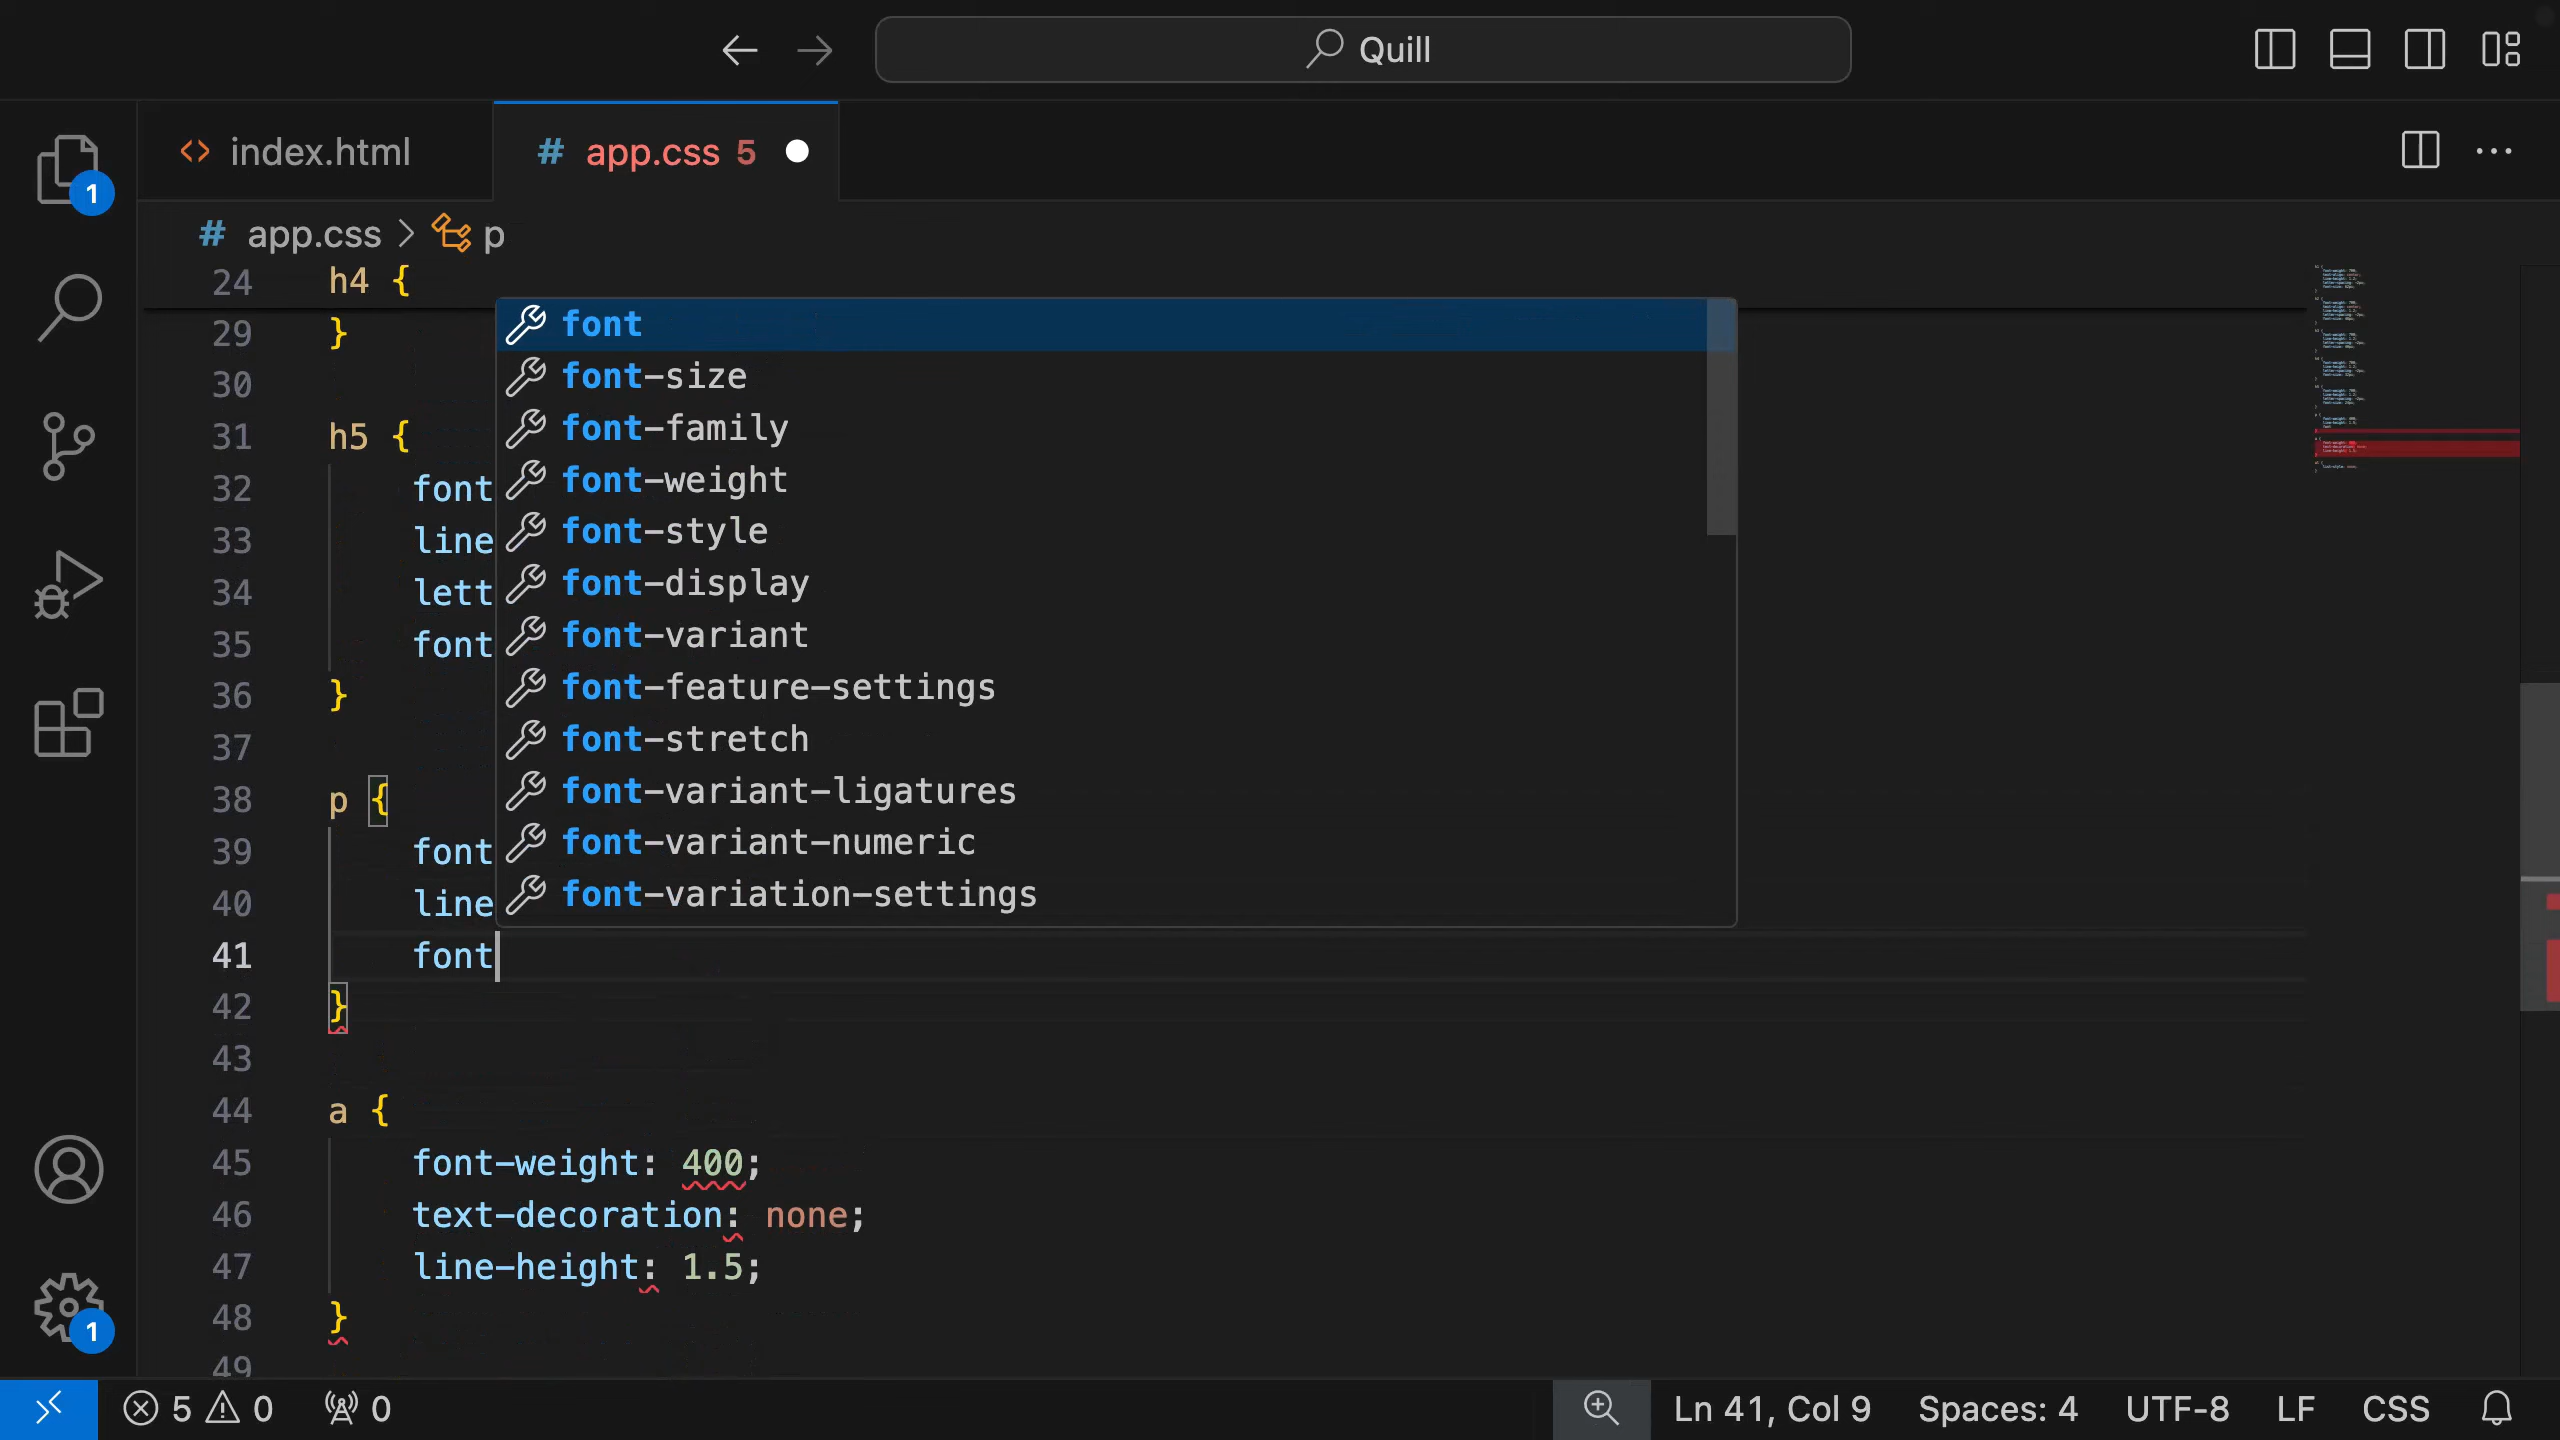 Quill
index.html
# app.css 5
# app.css > p
24 h4 {
29 }
30
31 h5 {
32 font
33 line
34 lett
35 font
36 }
37
38 p {
39 font
40 line
41 font
42 }
43
44 a {
45 font-weight: 400;
46 text-decoration: none;
47 line-height: 1.5;
48 }
49
font
font-size
font-family
font-weight
font-style
font-display
font-variant
font-feature-settings
font-stretch
font-variant-ligatures
font-variant-numeric
font-variation-settings
1
1
5 0 0
Ln 41, Col 9 Spaces: 4 UTF-8 LF CSS